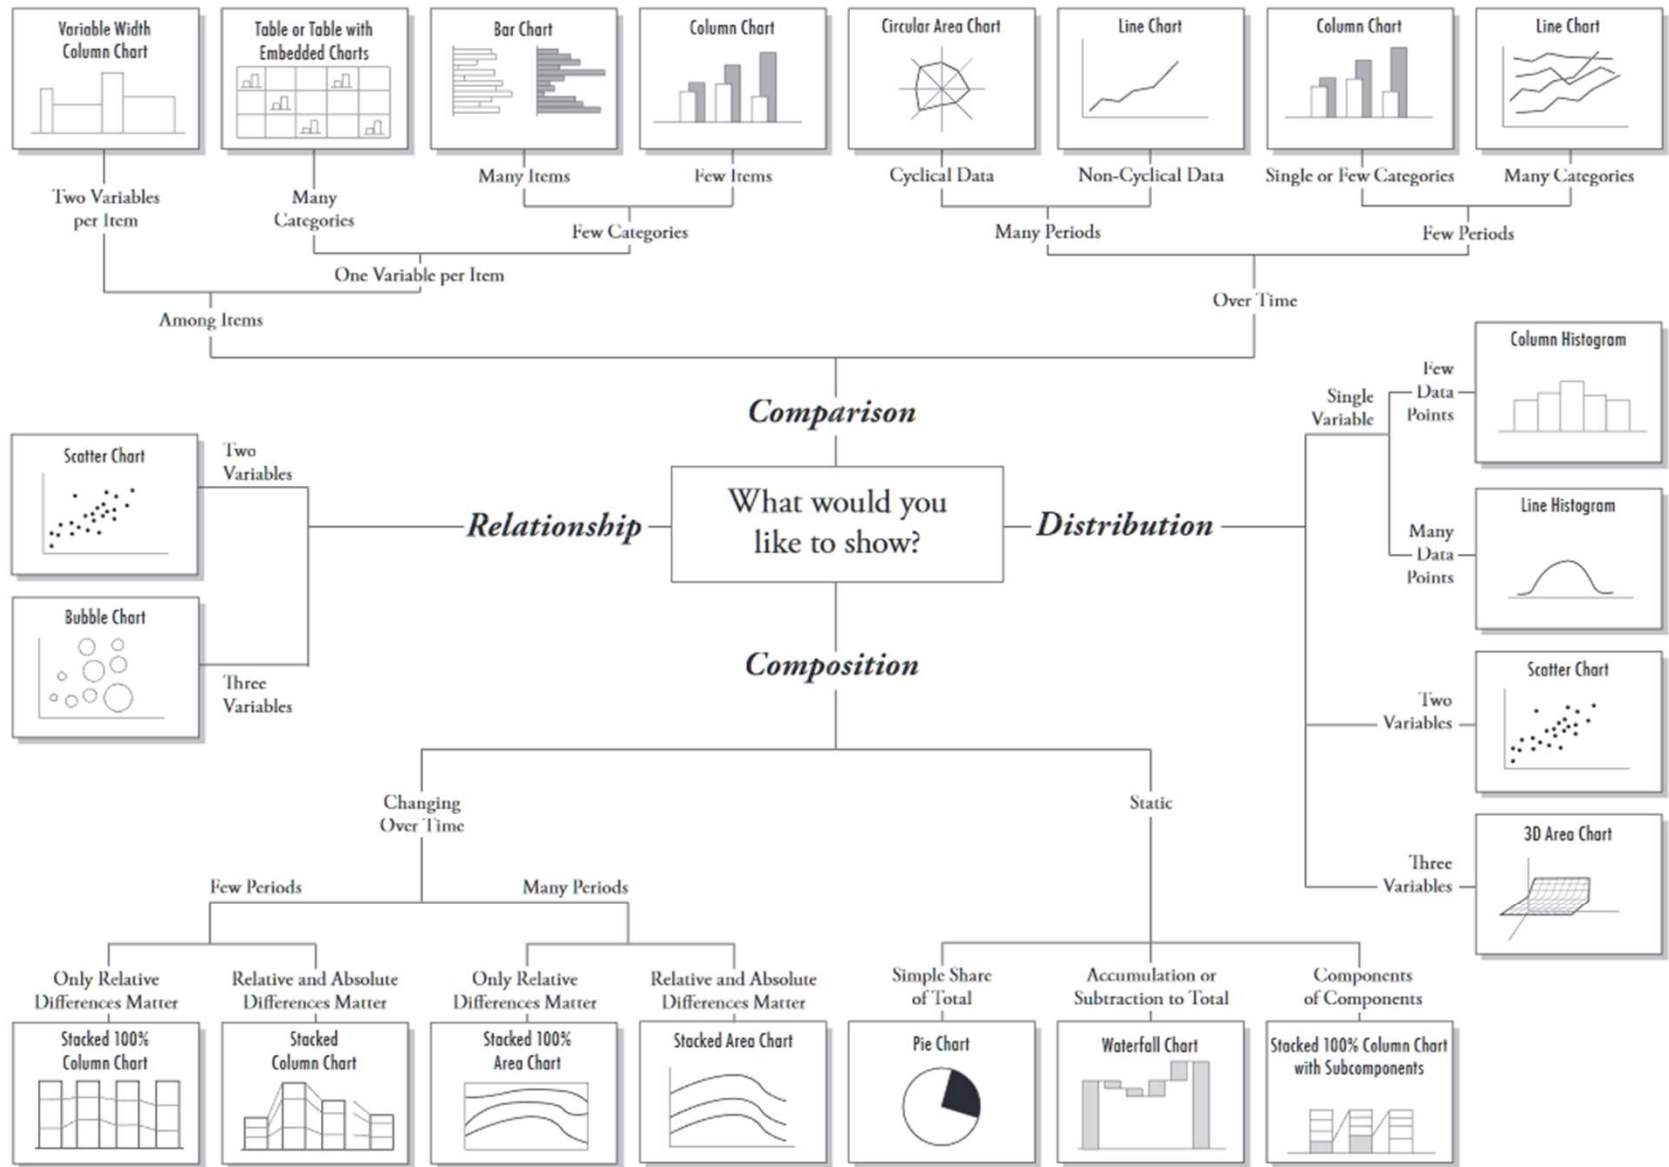 Variable Width
Column Chart
Table or Table with
Embedded Charts
Bar Chart
Column Chart
Circular Area Chart
Line Chart
Column Chart
Line Chart
Two Variables
per Item
Many
Categories
Many Items
Few Items
Cyclical Data
Non-Cyclical Data
Single or Few Categories
Many Categories
Few Categories
Many Periods
Few Periods
One Variable per Item
Among Items
Over Time
Comparison
What would you
like to show?
Relationship
Two
Variables
Scatter Chart
Three
Variables
Bubble Chart
Distribution
Single
Variable
Few
Data
Points
Column Histogram
Many
Data
Points
Line Histogram
Two
Variables
Scatter Chart
Three
Variables
3D Area Chart
Composition
Changing
Over Time
Static
Few Periods
Many Periods
Only Relative
Differences Matter
Relative and Absolute
Differences Matter
Only Relative
Differences Matter
Relative and Absolute
Differences Matter
Simple Share
of Total
Accumulation or
Subtraction to Total
Components
of Components
Stacked 100%
Column Chart
Stacked
Column Chart
Stacked 100%
Area Chart
Stacked Area Chart
Pie Chart
Waterfall Chart
Stacked 100% Column Chart
with Subcomponents